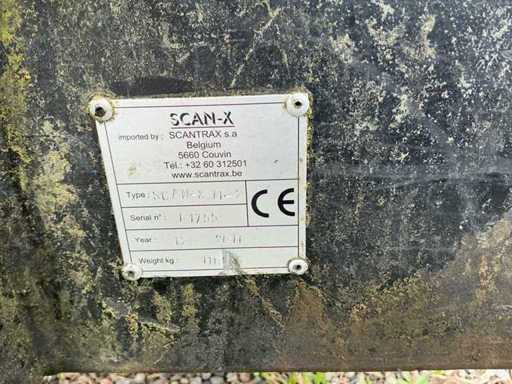 SCAN-X
imported by : SCANTRAX s.a
Belgium
5660 Couvin
Tél.: +32 60 312501
www.scantrax.be
Type :
CE
Serial n° :
Year :
Weight kg :